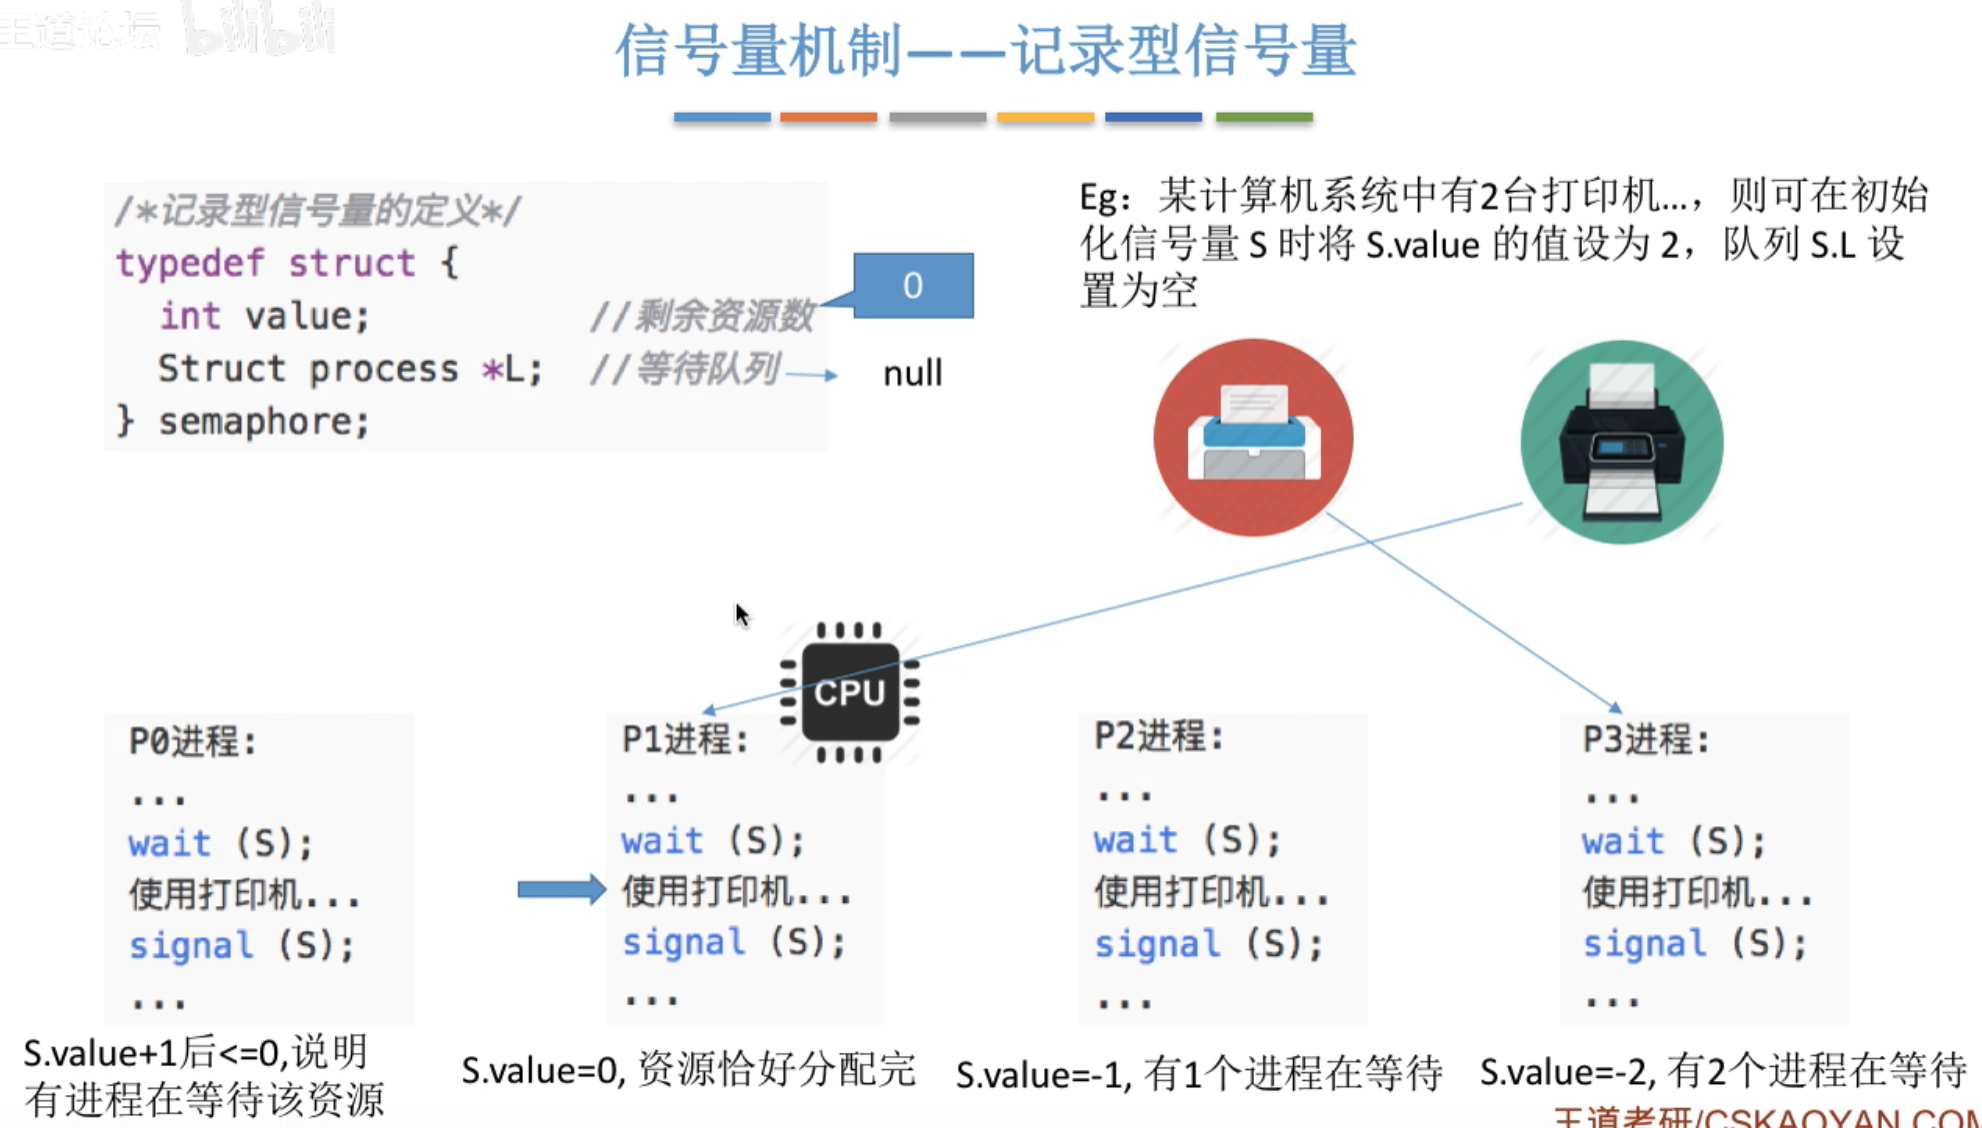 王道论坛 bilibili
信号量机制——记录型信号量
/*记录型信号量的定义*/
typedef struct {
int value; //剩余资源数
Struct process *L; //等待队列
} semaphore;
0
null
Eg：某计算机系统中有2台打印机...，则可在初始
化信号量 S 时将 S.value 的值设为 2，队列 S.L 设
置为空
CPU
P0进程:
...
wait (S);
使用打印机...
signal (S);
...
S.value+1后<=0,说明
有进程在等待该资源
P1进程:
...
wait (S);
使用打印机...
signal (S);
...
S.value=0, 资源恰好分配完
P2进程:
...
wait (S);
使用打印机...
signal (S);
...
S.value=-1, 有1个进程在等待
P3进程:
...
wait (S);
使用打印机...
signal (S);
...
S.value=-2, 有2个进程在等待
王道考研/CSKAOYAN.COM